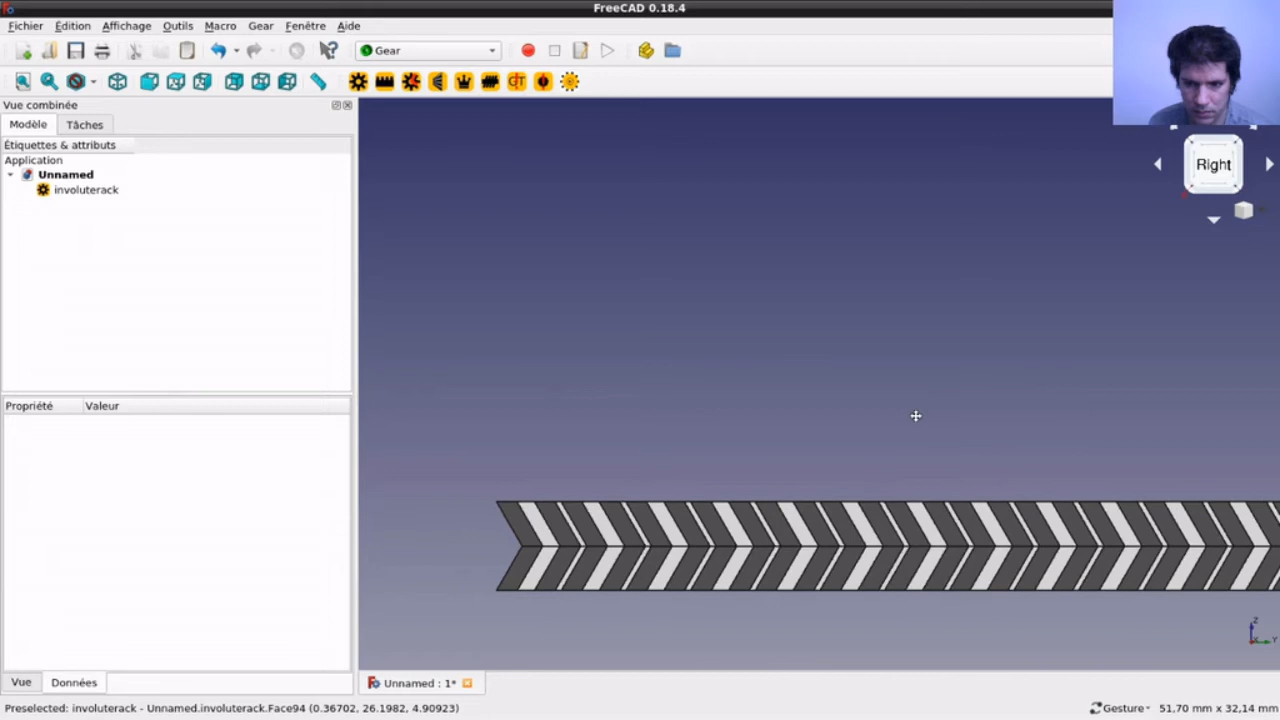 FreeCAD 0.18.4
Fichier Édition Affichage Outils Macro Gear Fenêtre Aide
Gear
Vue combinée
Modèle Tâches
Étiquettes & attributs
Application
Unnamed
involuterack
Right
Propriété Valeur
Z
Y
Vue Données
Unnamed : 1*
Preselected: involuterack - Unnamed.involuterack.Face94 (0.36702, 26.1982, 4.90923) Gesture 51,70 mm x 32,14 mm